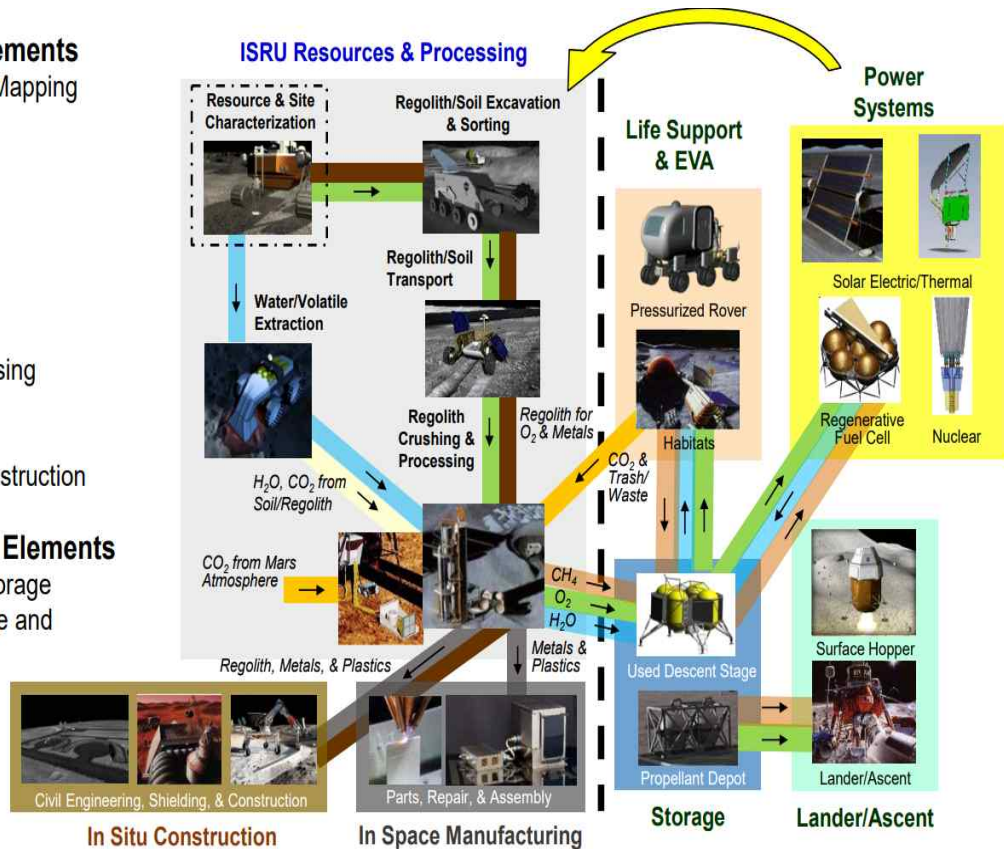 ements
Mapping
sing
struction
Elements
orage
e and
ISRU Resources & Processing
Resource & Site
Characterization
Regolith/Soil Excavation
& Sorting
Regolith/Soil
Transport
Water/Volatile
Extraction
Regolith
Crushing &
Processing
Regolith for
O₂ & Metals
H₂O, CO₂ from
Soil/Regolith
CO₂ from Mars
Atmosphere
CO₂ &
Trash/
Waste
CH₄
O₂
H₂O
Regolith, Metals, & Plastics
Metals &
Plastics
Civil Engineering, Shielding, & Construction
In Situ Construction
Parts, Repair, & Assembly
In Space Manufacturing
Life Support
& EVA
Pressurized Rover
Habitats
Power
Systems
Solar Electric/Thermal
Regenerative
Fuel Cell
Nuclear
Used Descent Stage
Propellant Depot
Storage
Surface Hopper
Lander/Ascent
Lander/Ascent